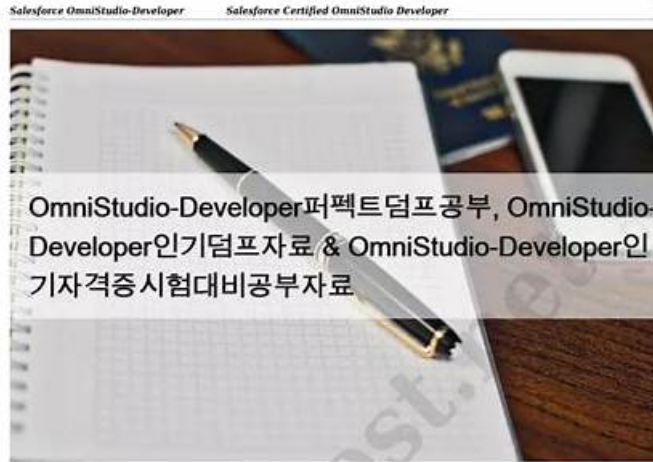 Salesforce OmniStudio-Developer Salesforce Certified OmniStudio Developer
OmniStudio-Developer퍼펙트덤프공부, OmniStudio-
Developer인기덤프자료 & OmniStudio-Developer인
기자격증시험대비공부자료